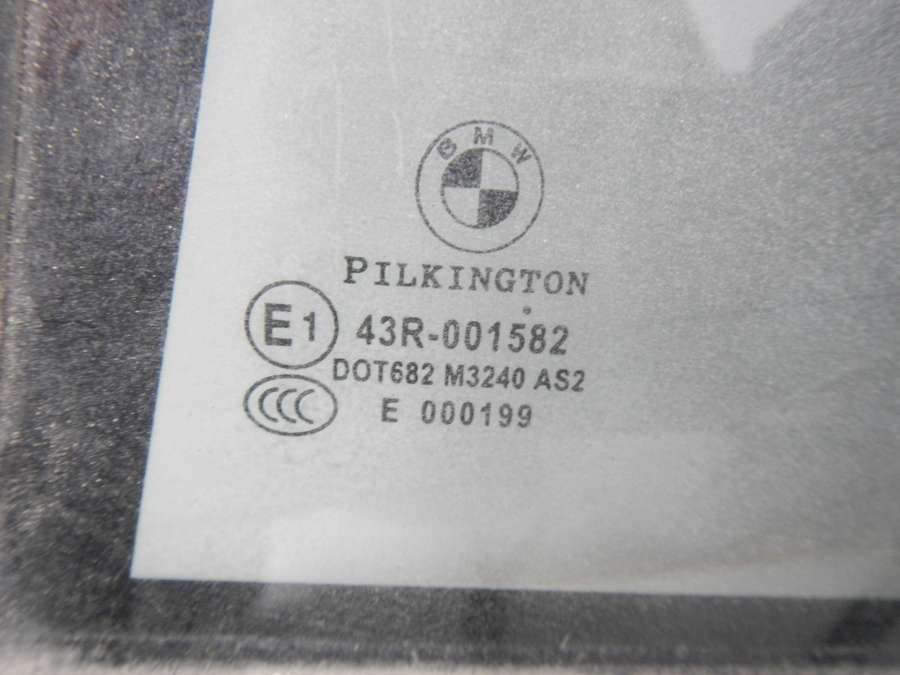 BMW
PILKINGTON
E1 43R-001582
DOT682 M3240 AS2
CCC E 000199